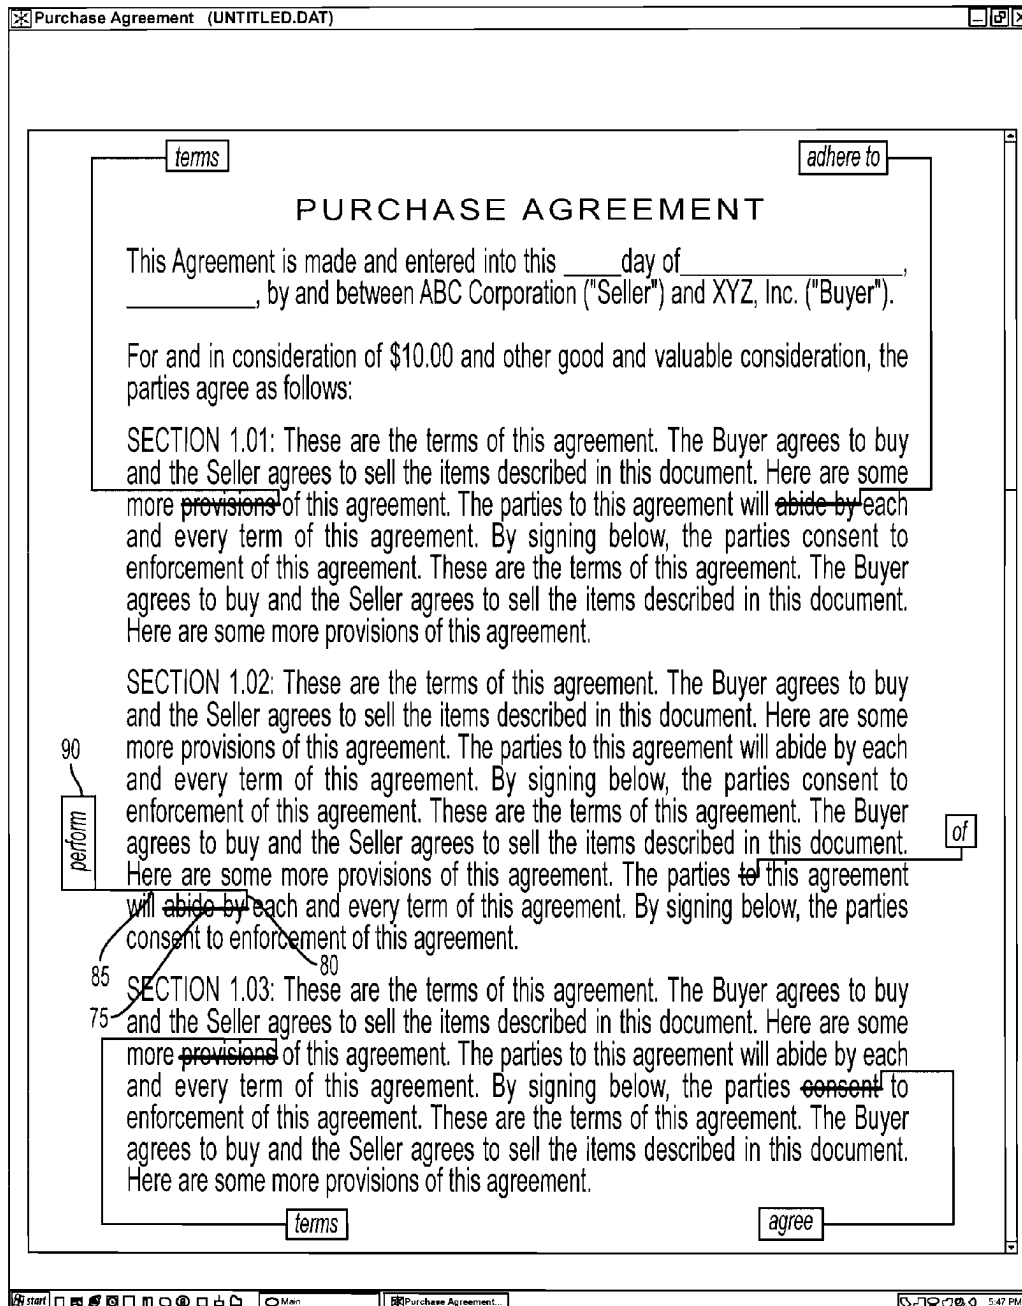 Purchase Agreement (UNTITLED.DAT)
terms
adhere to
PURCHASE AGREEMENT
This Agreement is made and entered into this _____day of____________________,
____________, by and between ABC Corporation ("Seller") and XYZ, Inc. ("Buyer").
For and in consideration of $10.00 and other good and valuable consideration, the
parties agree as follows:
SECTION 1.01: These are the terms of this agreement. The Buyer agrees to buy
and the Seller agrees to sell the items described in this document. Here are some
more provisions of this agreement. The parties to this agreement will abide by each
and every term of this agreement. By signing below, the parties consent to
enforcement of this agreement. These are the terms of this agreement. The Buyer
agrees to buy and the Seller agrees to sell the items described in this document.
Here are some more provisions of this agreement.
SECTION 1.02: These are the terms of this agreement. The Buyer agrees to buy
and the Seller agrees to sell the items described in this document. Here are some
more provisions of this agreement. The parties to this agreement will abide by each
and every term of this agreement. By signing below, the parties consent to
enforcement of this agreement. These are the terms of this agreement. The Buyer
agrees to buy and the Seller agrees to sell the items described in this document.
Here are some more provisions of this agreement. The parties to this agreement
will abide by each and every term of this agreement. By signing below, the parties
consent to enforcement of this agreement.
90
perform
of
85
80
75
SECTION 1.03: These are the terms of this agreement. The Buyer agrees to buy
and the Seller agrees to sell the items described in this document. Here are some
more provisions of this agreement. The parties to this agreement will abide by each
and every term of this agreement. By signing below, the parties consent to
enforcement of this agreement. These are the terms of this agreement. The Buyer
agrees to buy and the Seller agrees to sell the items described in this document.
Here are some more provisions of this agreement.
terms
agree
start
Main
Purchase Agreement...
5:47 PM